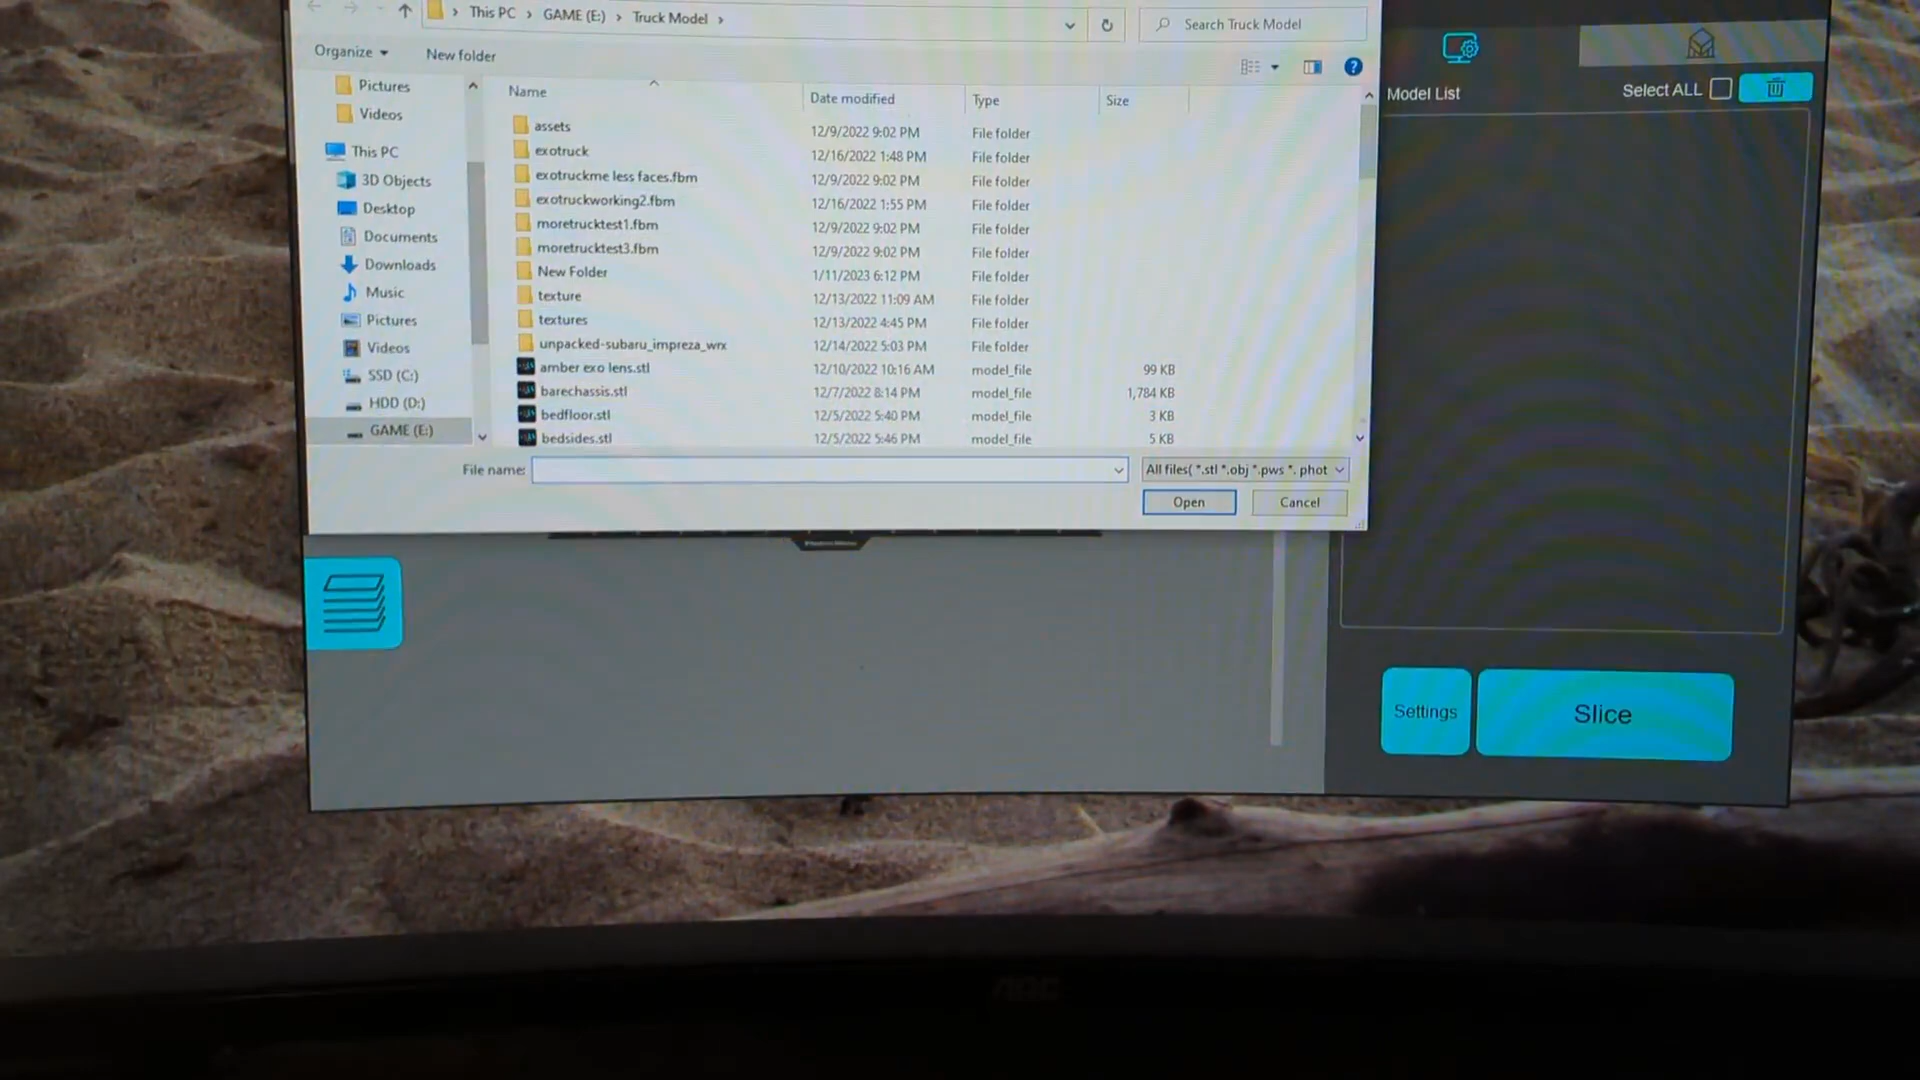 This PC > GAME (E:) > Truck Model >
Search Truck Model
Organize
New folder
Pictures
Videos
This PC
3D Objects
Desktop
Documents
Downloads
Music
Pictures
Videos
SSD (C:)
HDD (D:)
GAME (E:)
Name Date modified Type Size
assets 12/9/2022 9:02 PM File folder
exotruck 12/16/2022 1:48 PM File folder
exotruckme less faces.fbm 12/9/2022 9:02 PM File folder
exotruckworking2.fbm 12/16/2022 1:55 PM File folder
moretrucktest1.fbm 12/9/2022 9:02 PM File folder
moretrucktest3.fbm 12/9/2022 9:02 PM File folder
New Folder 1/11/2023 6:12 PM File folder
texture 12/13/2022 11:09 AM File folder
textures 12/13/2022 4:45 PM File folder
unpacked-subaru_impreza_wrx 12/14/2022 5:03 PM File folder
amber exo lens.stl 12/10/2022 10:16 AM model_file 99 KB
barechassis.stl 12/7/2022 8:14 PM model_file 1,784 KB
bedfloor.stl 12/5/2022 5:40 PM model_file 3 KB
bedsides.stl 12/5/2022 5:46 PM model_file 5 KB
File name:
All files( *.stl *.obj *.pws *. phot
Open
Cancel
Model List
Select ALL
Settings
Slice
AOC